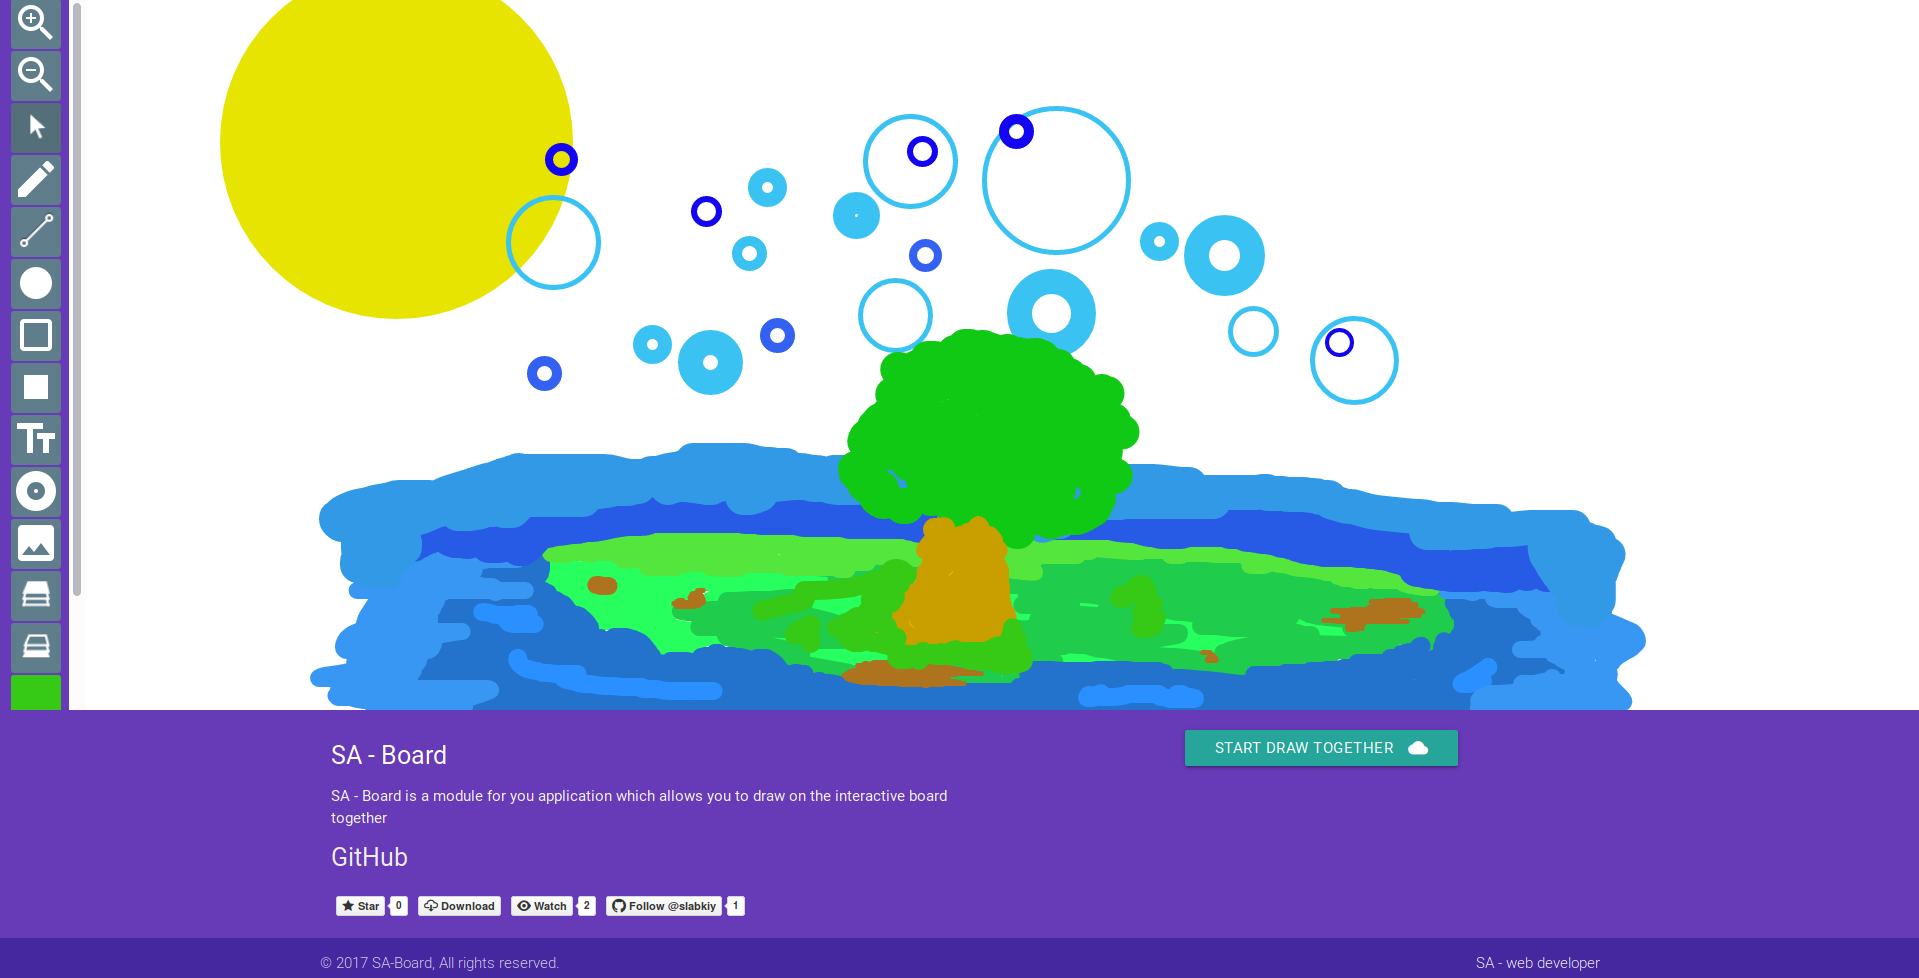 START DRAW TOGETHER
SA - Board
SA - Board is a module for you application which allows you to draw on the interactive board
together
GitHub
Star 0 Download Watch 2 Follow @slabkiy 1
© 2017 SA-Board, All rights reserved. SA - web developer